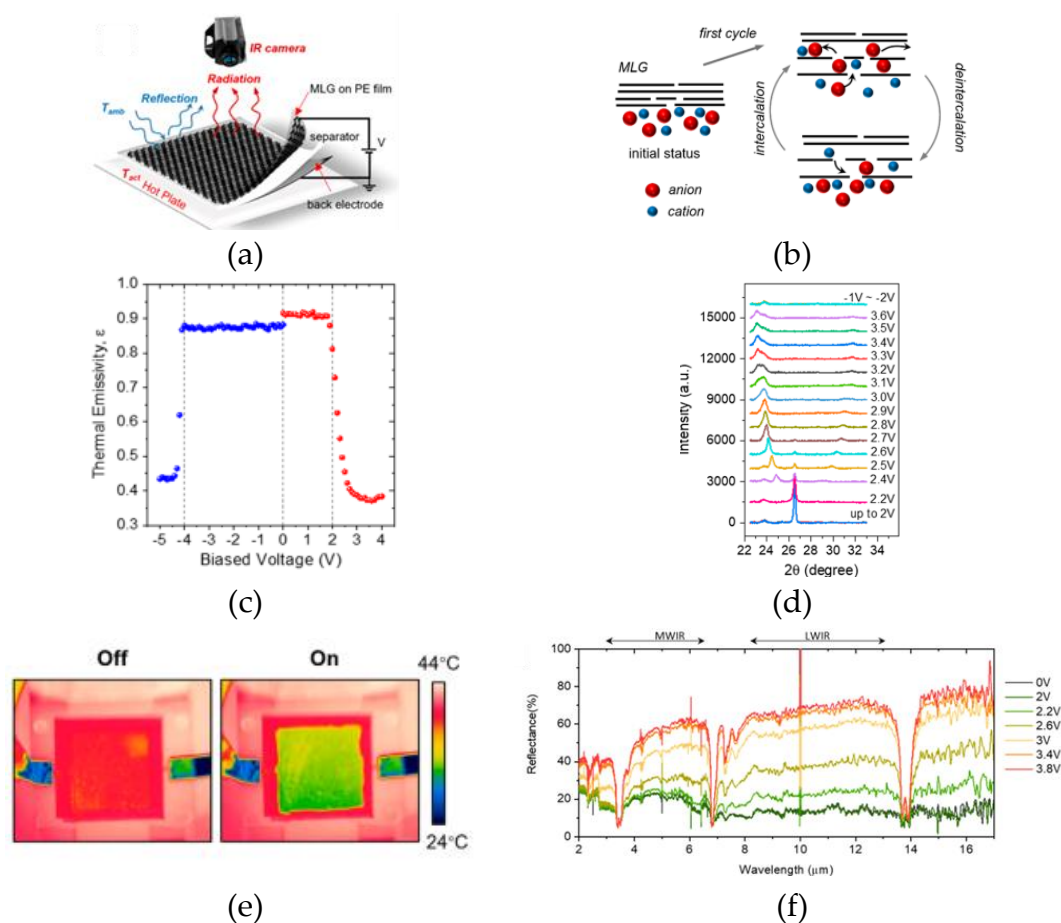 IR camera
Radiation
Reflection
T_amb
MLG on PE film
separator
V
T_act Hot Plate
back electrode
(a)
first cycle
MLG
intercalation
deintercalation
initial status
anion
cation
(b)
1.0
0.9
0.8
0.7
0.6
0.5
0.4
0.3
Thermal Emissivity, ε
-5 -4 -3 -2 -1 0 1 2 3 4
Biased Voltage (V)
(c)
15000
12000
9000
6000
3000
0
Intensity (a.u.)
-1V ~ -2V
3.6V
3.5V
3.4V
3.3V
3.2V
3.1V
3.0V
2.9V
2.8V
2.7V
2.6V
2.5V
2.4V
2.2V
up to 2V
22 24 26 28 30 32 34
2θ (degree)
(d)
Off
On
44°C
24°C
(e)
MWIR
LWIR
100
80
60
40
20
0
Reflectance(%)
0V
2V
2.2V
2.6V
3V
3.4V
3.8V
2 4 6 8 10 12 14 16
Wavelength (μm)
(f)